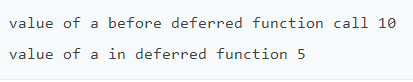 value of a before deferred function call 10
value of a in deferred function 5